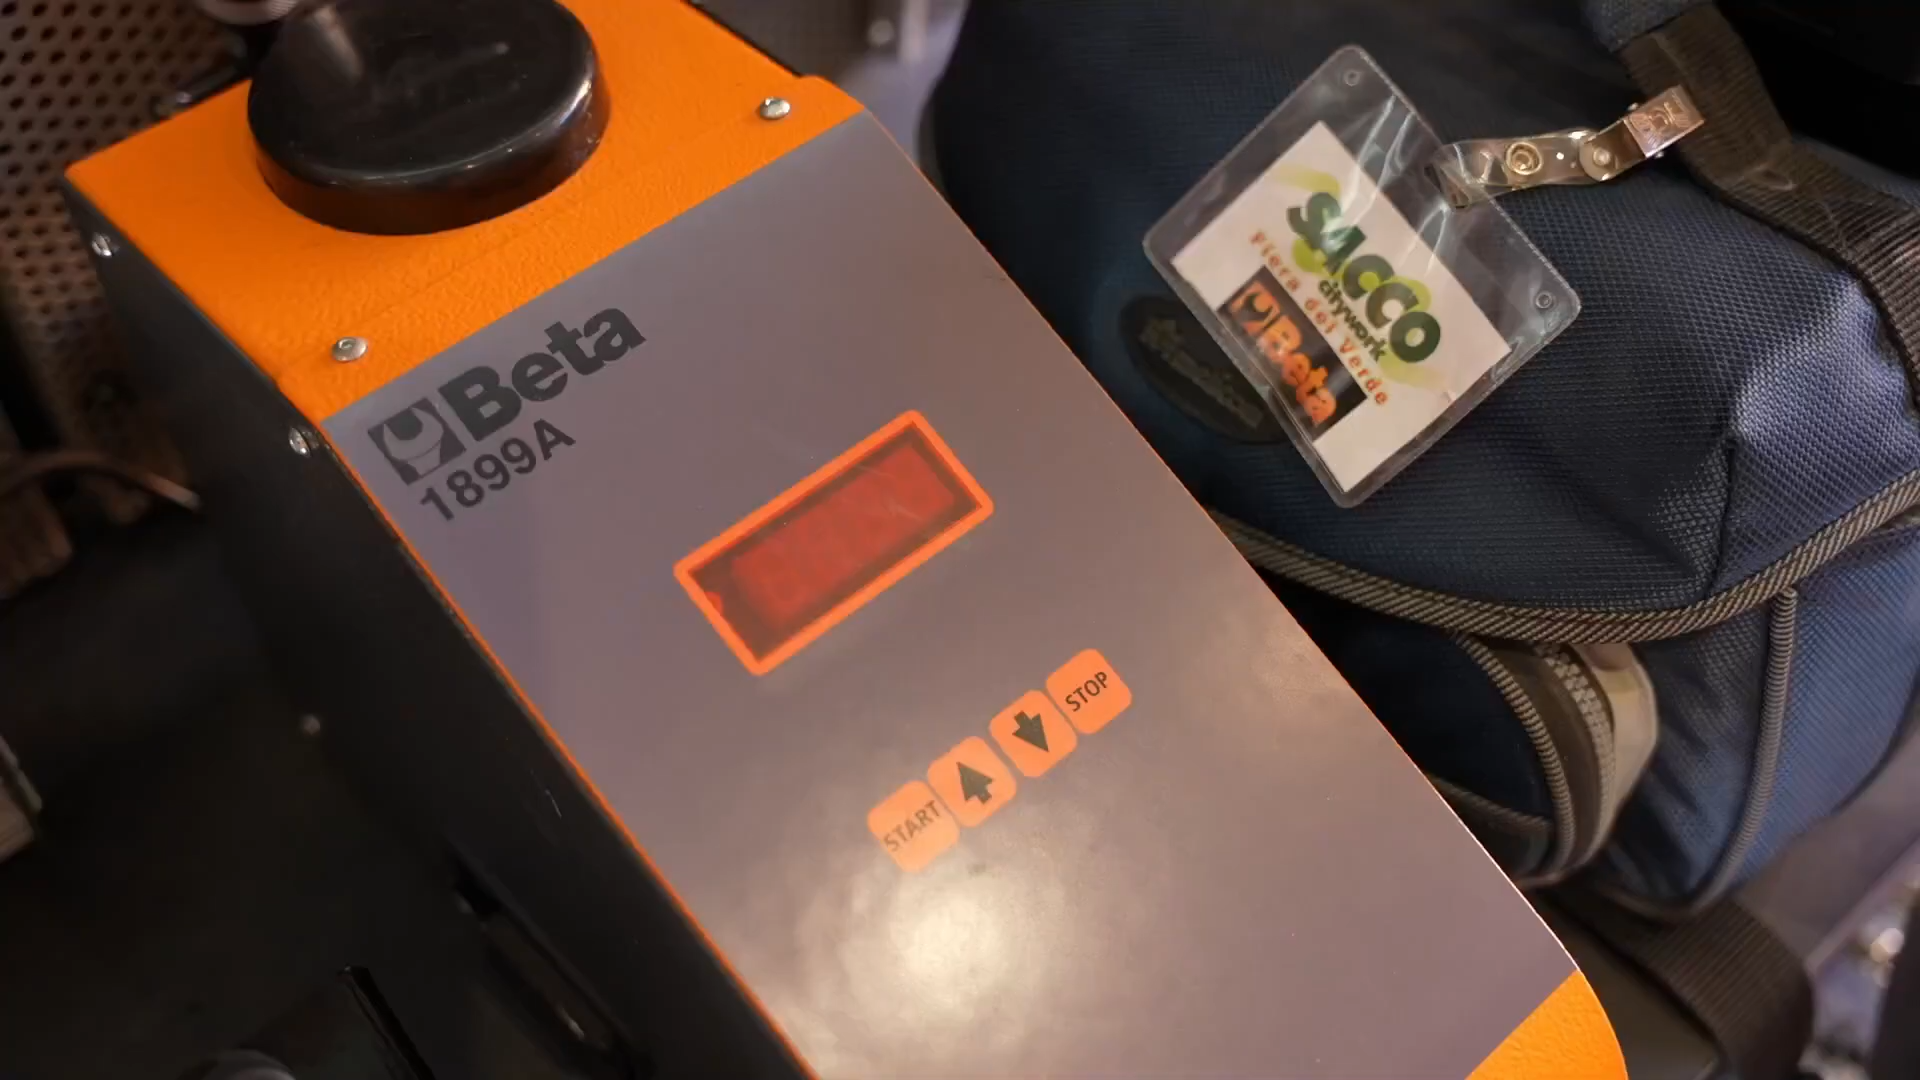 Beta
1899A
START
STOP
SACCO
citywork
Fiera del Verde
Beta